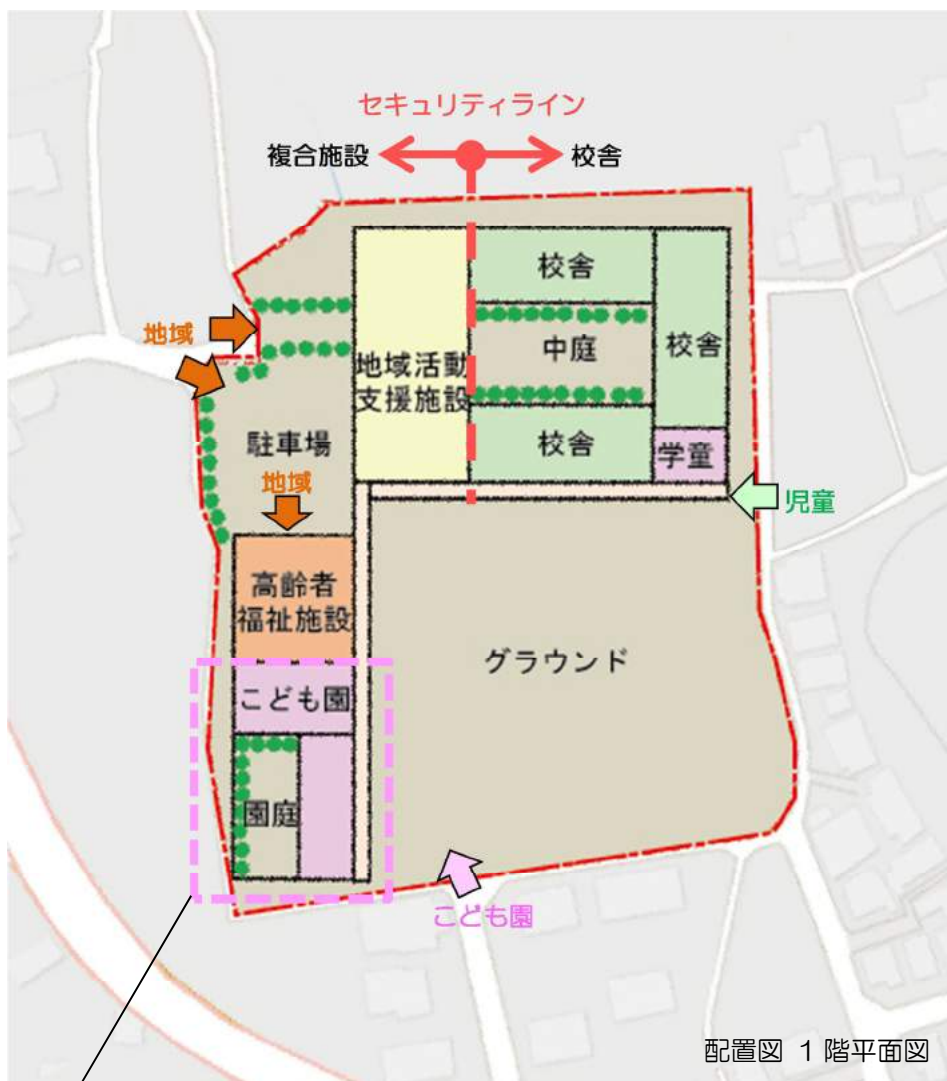 セキュリティライン
複合施設
校舎
校舎
地域
中庭
校舎
地域活動
支援施設
駐車場
校舎
学童
地域
児童
高齢者
福祉施設
グラウンド
こども園
園庭
こども園
配置図 1階平面図